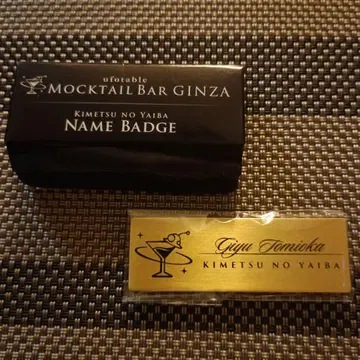 ufotable
MOCKTAIL BAR GINZA
KIMETSU NO YAIBA
NAME BADGE
Giyu Tomioka
KIMETSU NO YAIBA